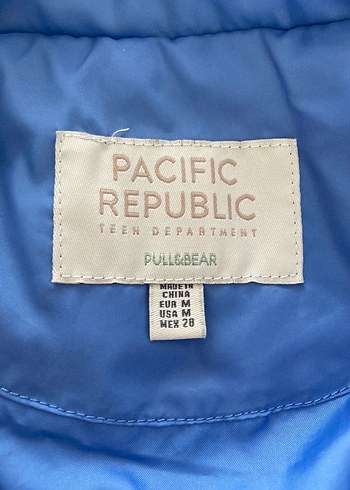 PACIFIC
REPUBLIC
TEEN DEPARTMENT
PULL&BEAR
MADE IN
CHINA
EUR M
USA M
MEX 28